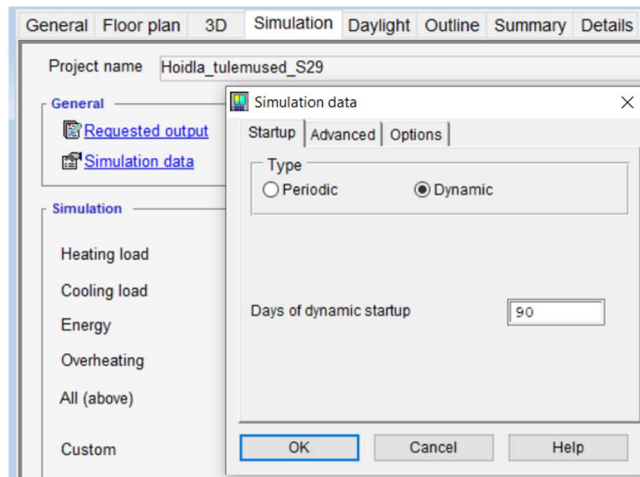 General Floor plan 3D Simulation Daylight Outline Summary Details
Project name Hoidla_tulemused_S29
General
Requested output
Simulation data
Simulation
Heating load
Cooling load
Energy
Overheating
All (above)
Custom
Simulation data
Startup Advanced Options
Type
Periodic Dynamic
Days of dynamic startup 90
OK Cancel Help